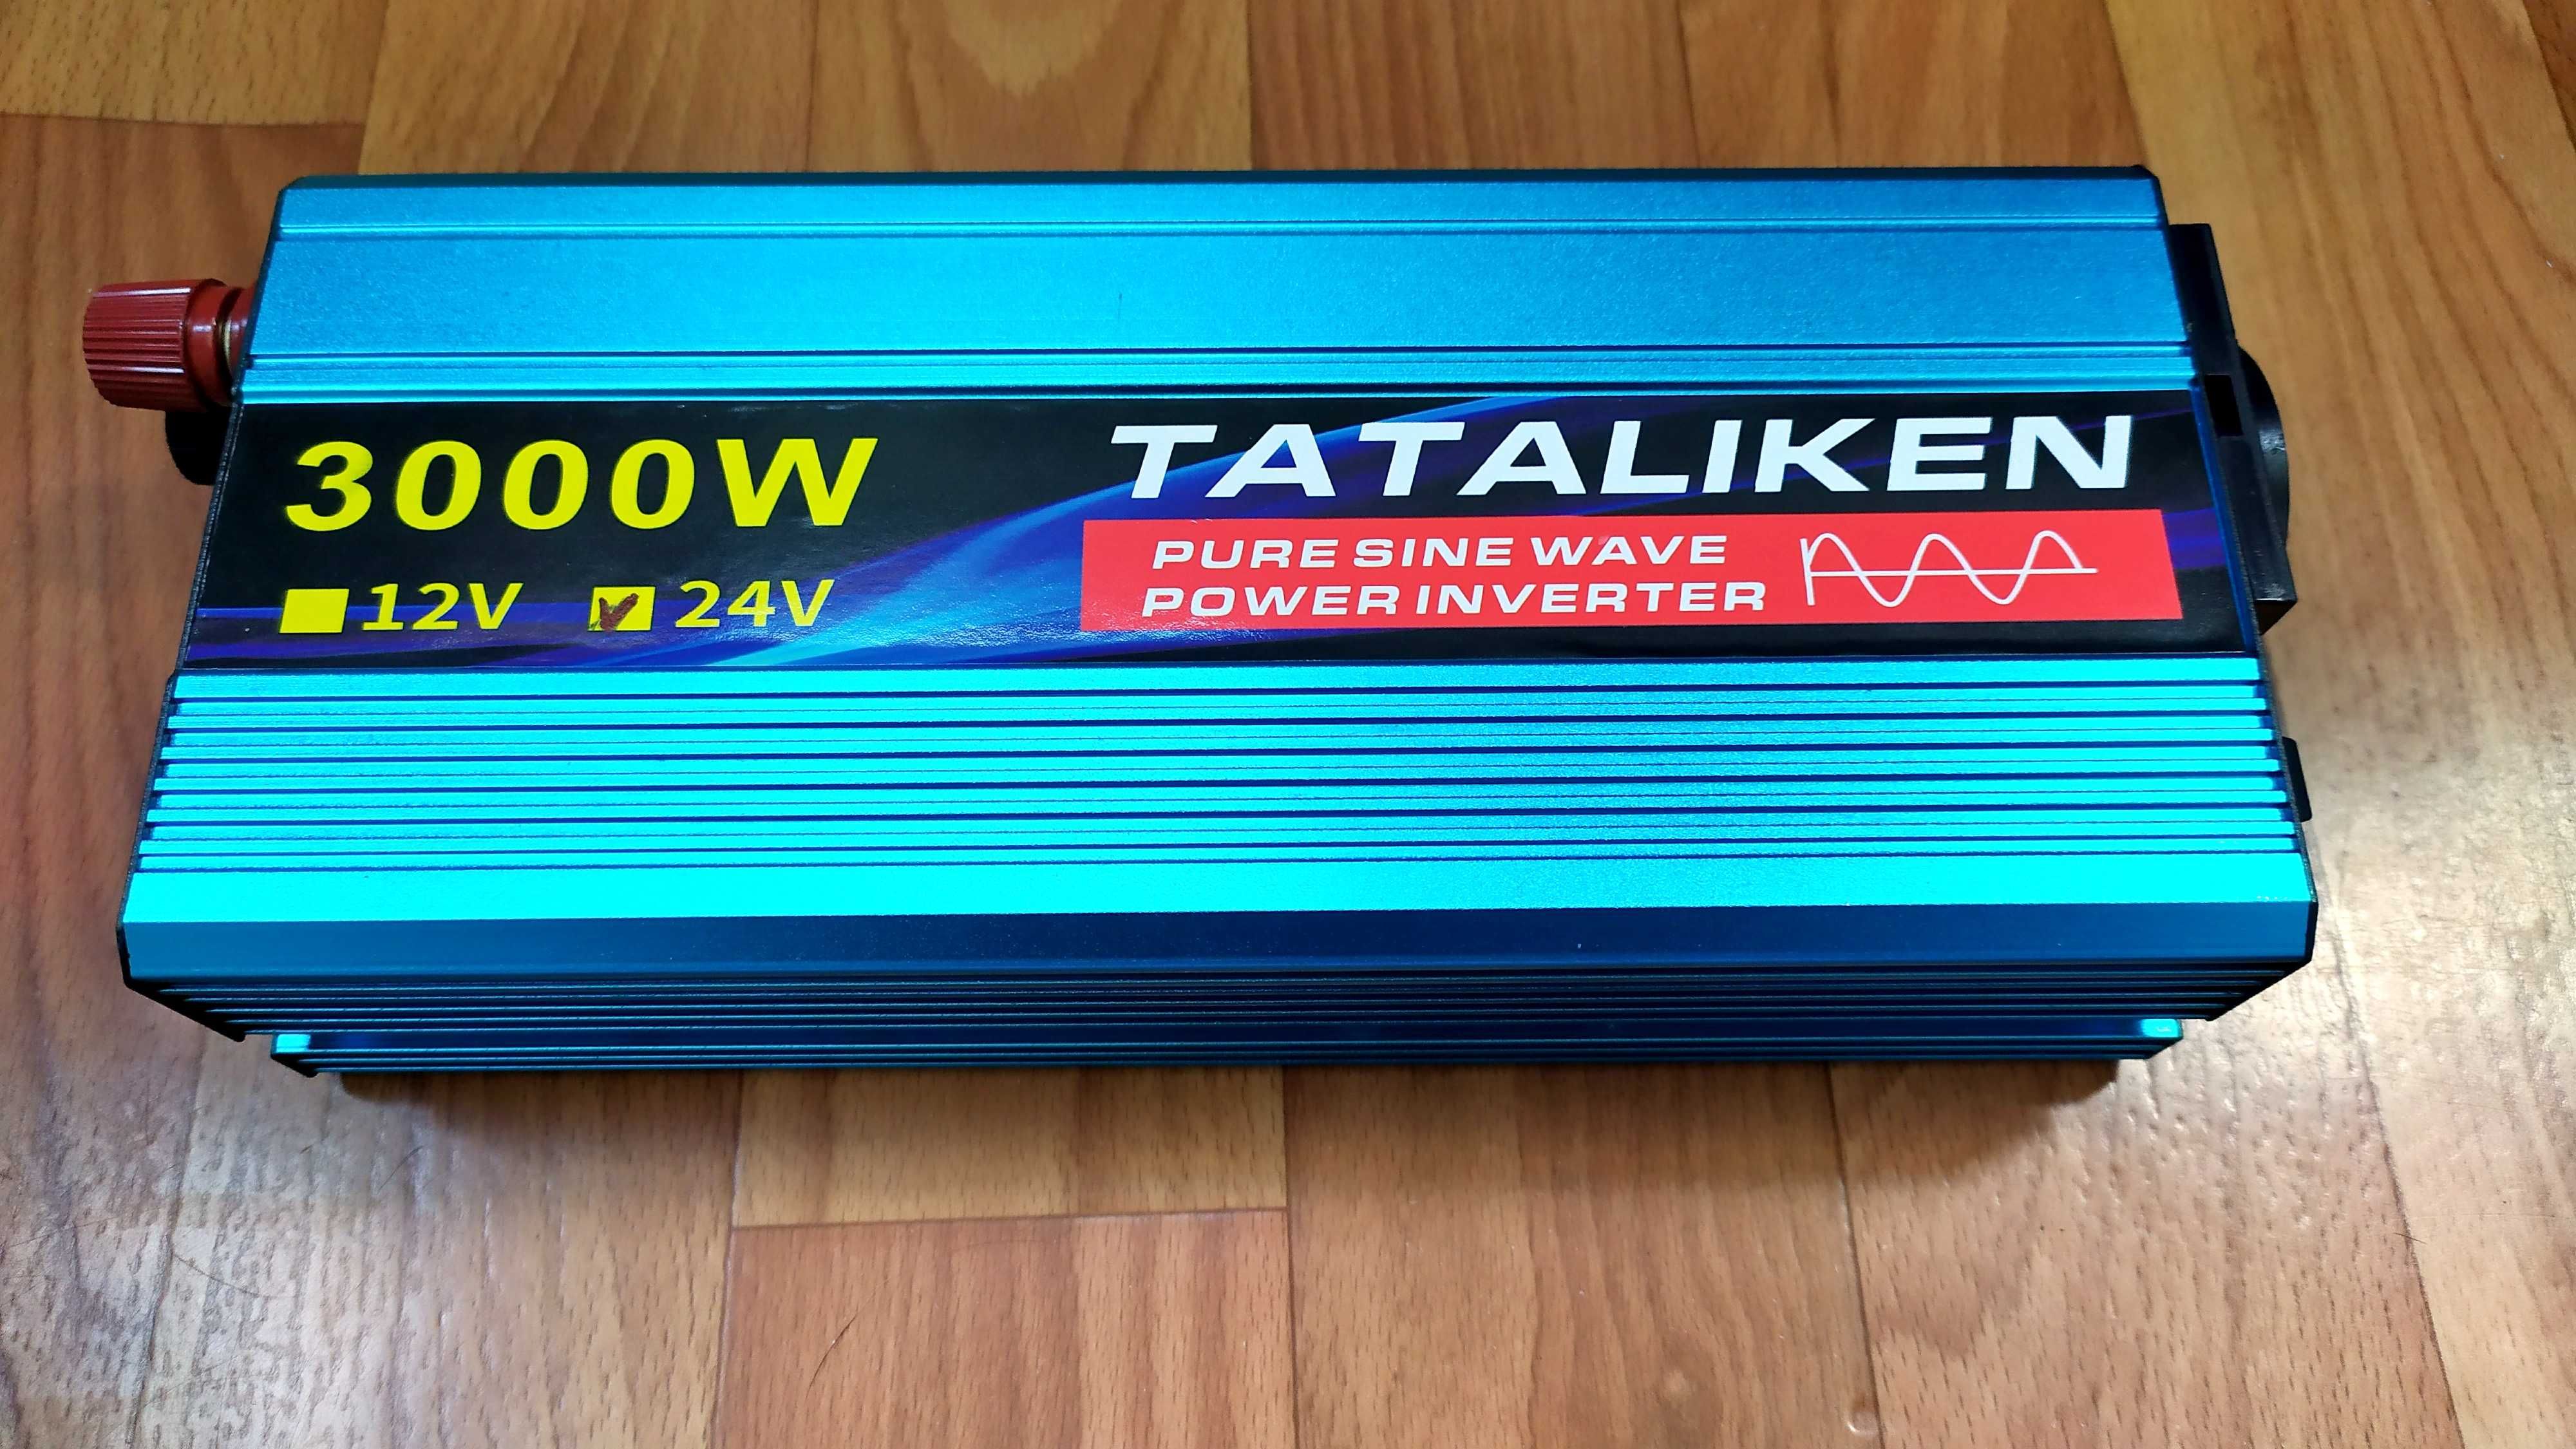 3000W
12V 24V
TATALIKEN
PURE SINE WAVE
POWER INVERTER